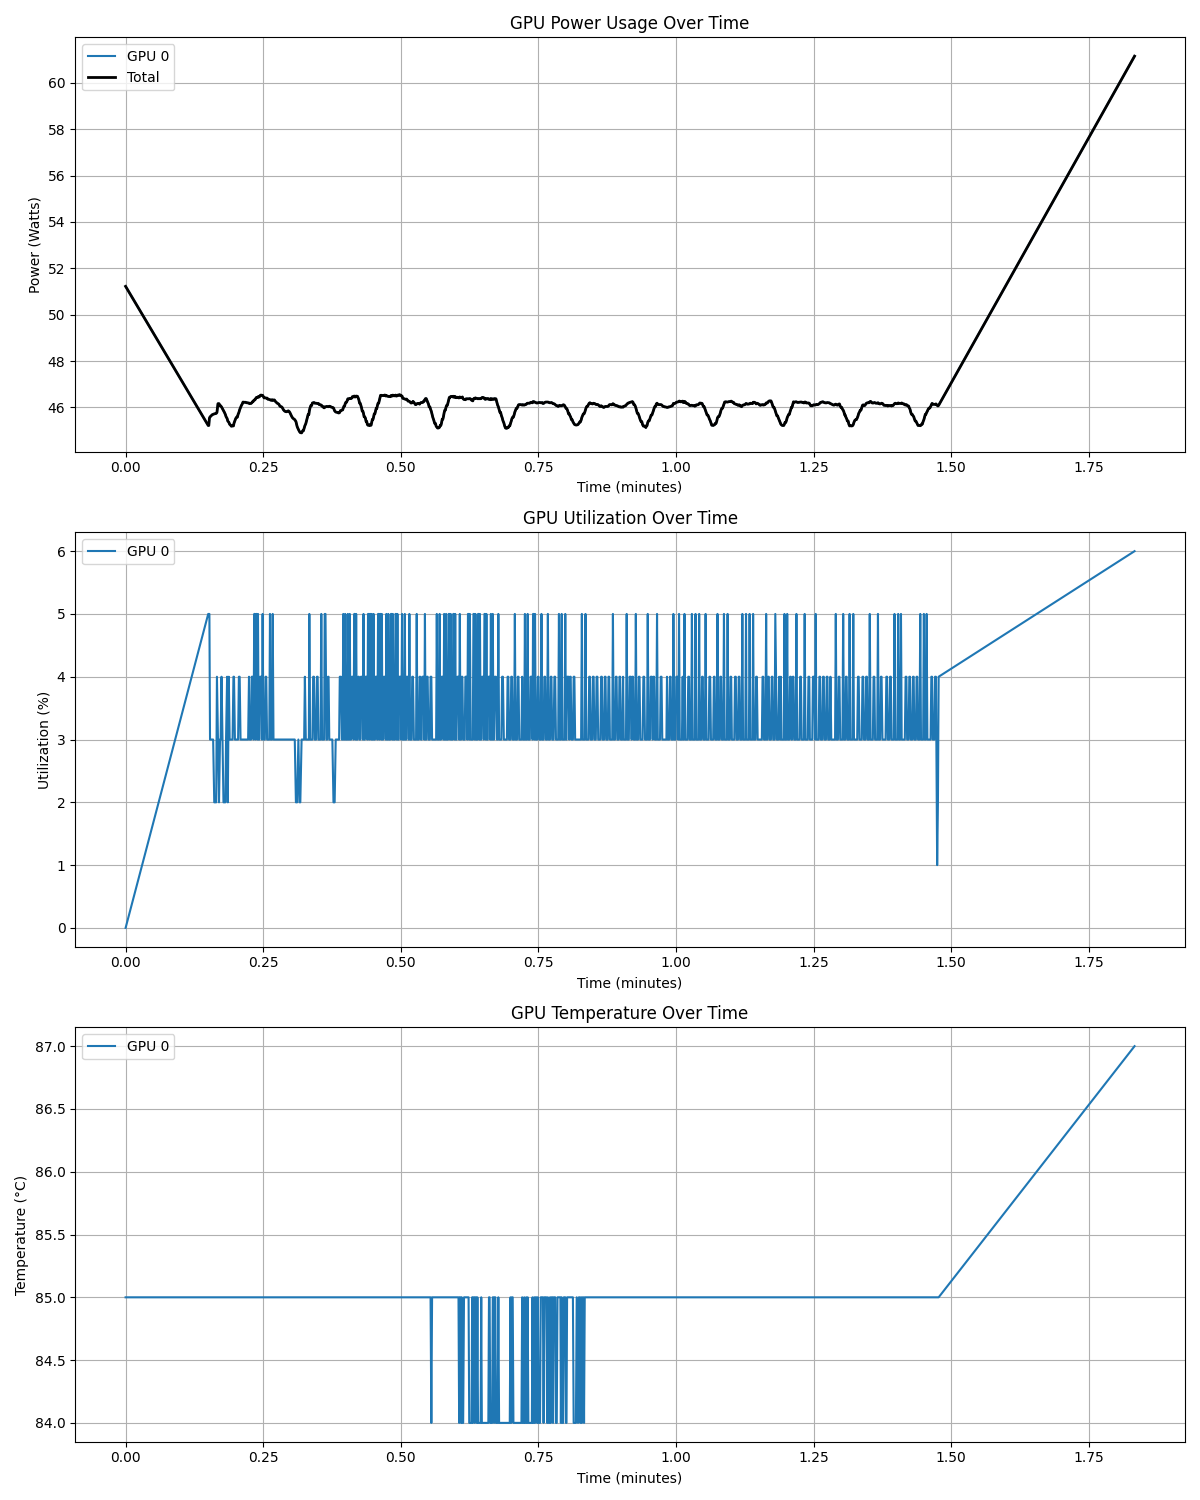 GPU Power Usage Over Time
GPU 0
Total
60
58
56
54
52
50
48
46
Power (Watts)
0.00 0.25 0.50 0.75 1.00 1.25 1.50 1.75
Time (minutes)
GPU Utilization Over Time
GPU 0
6
5
4
3
2
1
0
Utilization (%)
0.00 0.25 0.50 0.75 1.00 1.25 1.50 1.75
Time (minutes)
GPU Temperature Over Time
GPU 0
87.0
86.5
86.0
85.5
85.0
84.5
84.0
Temperature (°C)
0.00 0.25 0.50 0.75 1.00 1.25 1.50 1.75
Time (minutes)